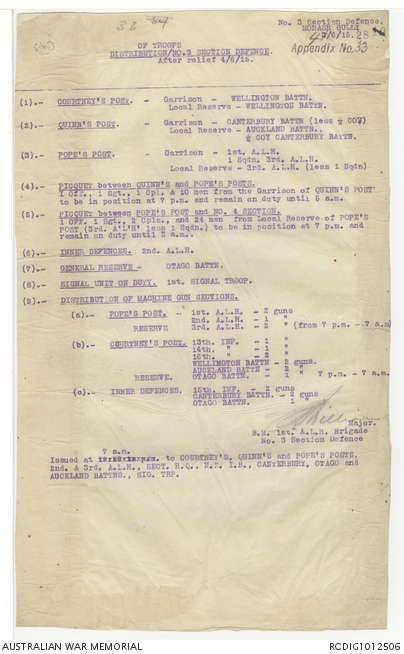 No. 3 Section Defence.
MONASH GULLY
4/6/15. 28
Appendix No. 33
OF TROOPS
DISTRIBUTION/NO.3 SECTION DEFENCE.
After relief 4/6/15.
(1).- COURTNEY'S POST. - Garrison - WELLINGTON BATTN.
Local Reserve - WELLINGTON BATTN.
(2).- QUINN'S POST. - Garrison - CANTERBURY BATTN (less ½ COY)
Local Reserve - AUCKLAND BATTN.,
½ COY CANTERBURY BATTN.
(3).- POPE'S POST. - Garrison - 1st. A.L.H.
1 Sqdn. 3rd. A.L.H.
Local Reserve- 3rd. A.L.H. (less 1 Sqdn)
(4).- PICQUET between QUINN'S and POPE'S POSTS.
1 Off., 1 Sgt., 1 Cpl. & 10 men from the Garrison of QUINN'S POST
to be in position at 7 p.m. and remain on duty until 5 a.m.
(5).- PICQUET between POPE'S POST and NO. 4 SECTION.
1 Off. 1 Sgt., 2 Cpls., and 24 men from Local Reserve of POPE'S
POST (3rd. A'L'H' less 1 Sqdn.) to be in position at 7 p.m. and
remain on duty until 5 a.m..
(6).- INNER DEFENCES. 2nd. A.L.H.
(7).- GENERAL RESERVE - OTAGO BATTN.
(8).- SIGNAL UNIT ON DUTY. 1st. SIGNAL TROOP.
(9).- DISTRIBUTION OF MACHINE GUN SECTIONS.
(a).- POPE'S POST. - 1st. A.L.H. - 2 guns
2nd. A.L.H. - 2 "
RESERVE 3rd. A.L.H. - 2 " (from 7 p.m. - 7 a.m)
(b).- COURTNEY'S POST. 13th. INF. - 1 "
14th. " - 1 "
16th. " - 2 "
WELLINGTON BATTN - 2 guns.
AUCKLAND BATTN - 2 "
RESERVE. OTAGO BATTN. - 1 " 7 p.m. - 7 a.m.
(c).- INNER DEFENCES. 15th. INF. - 2 guns
CANTERBURY BATTN. - 2 guns
OTAGO BATTN. - 1 "
Major.
B.M. 1st. A.L.H. Brigade
No. 3 Section Defence
7 a.m.
Issued at to COURTNEY'S, QUINN'S and POPE'S POSTS,
2nd. & 3rd. A.L.H., SECT. H.Q., N.Z. I.B., CANTERBURY, OTAGO and
AUCKLAND BATTNS., SIG. TRP.
AUSTRALIAN WAR MEMORIAL RCDIG1012506